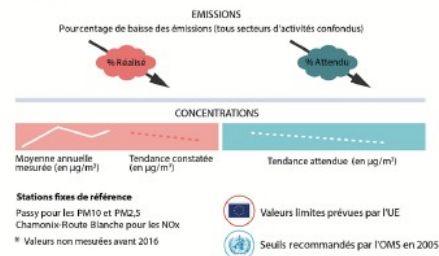 EMISSIONS
Pourcentage de baisse des émissions (tous secteurs d'activités confondus)
% Réalisé
% Attendu
CONCENTRATIONS
Moyenne annuelle
mesurée (en µg/m³)
Tendance constatée
(en µg/m³)
Tendance attendue (en µg/m³)
Stations fixes de référence
Passy pour les PM10 et PM2,5
Chamonix-Route Blanche pour les NOx
* Valeurs non mesurées avant 2016
Valeurs limites prévues par l'UE
Seuils recommandés par l'OMS en 2005